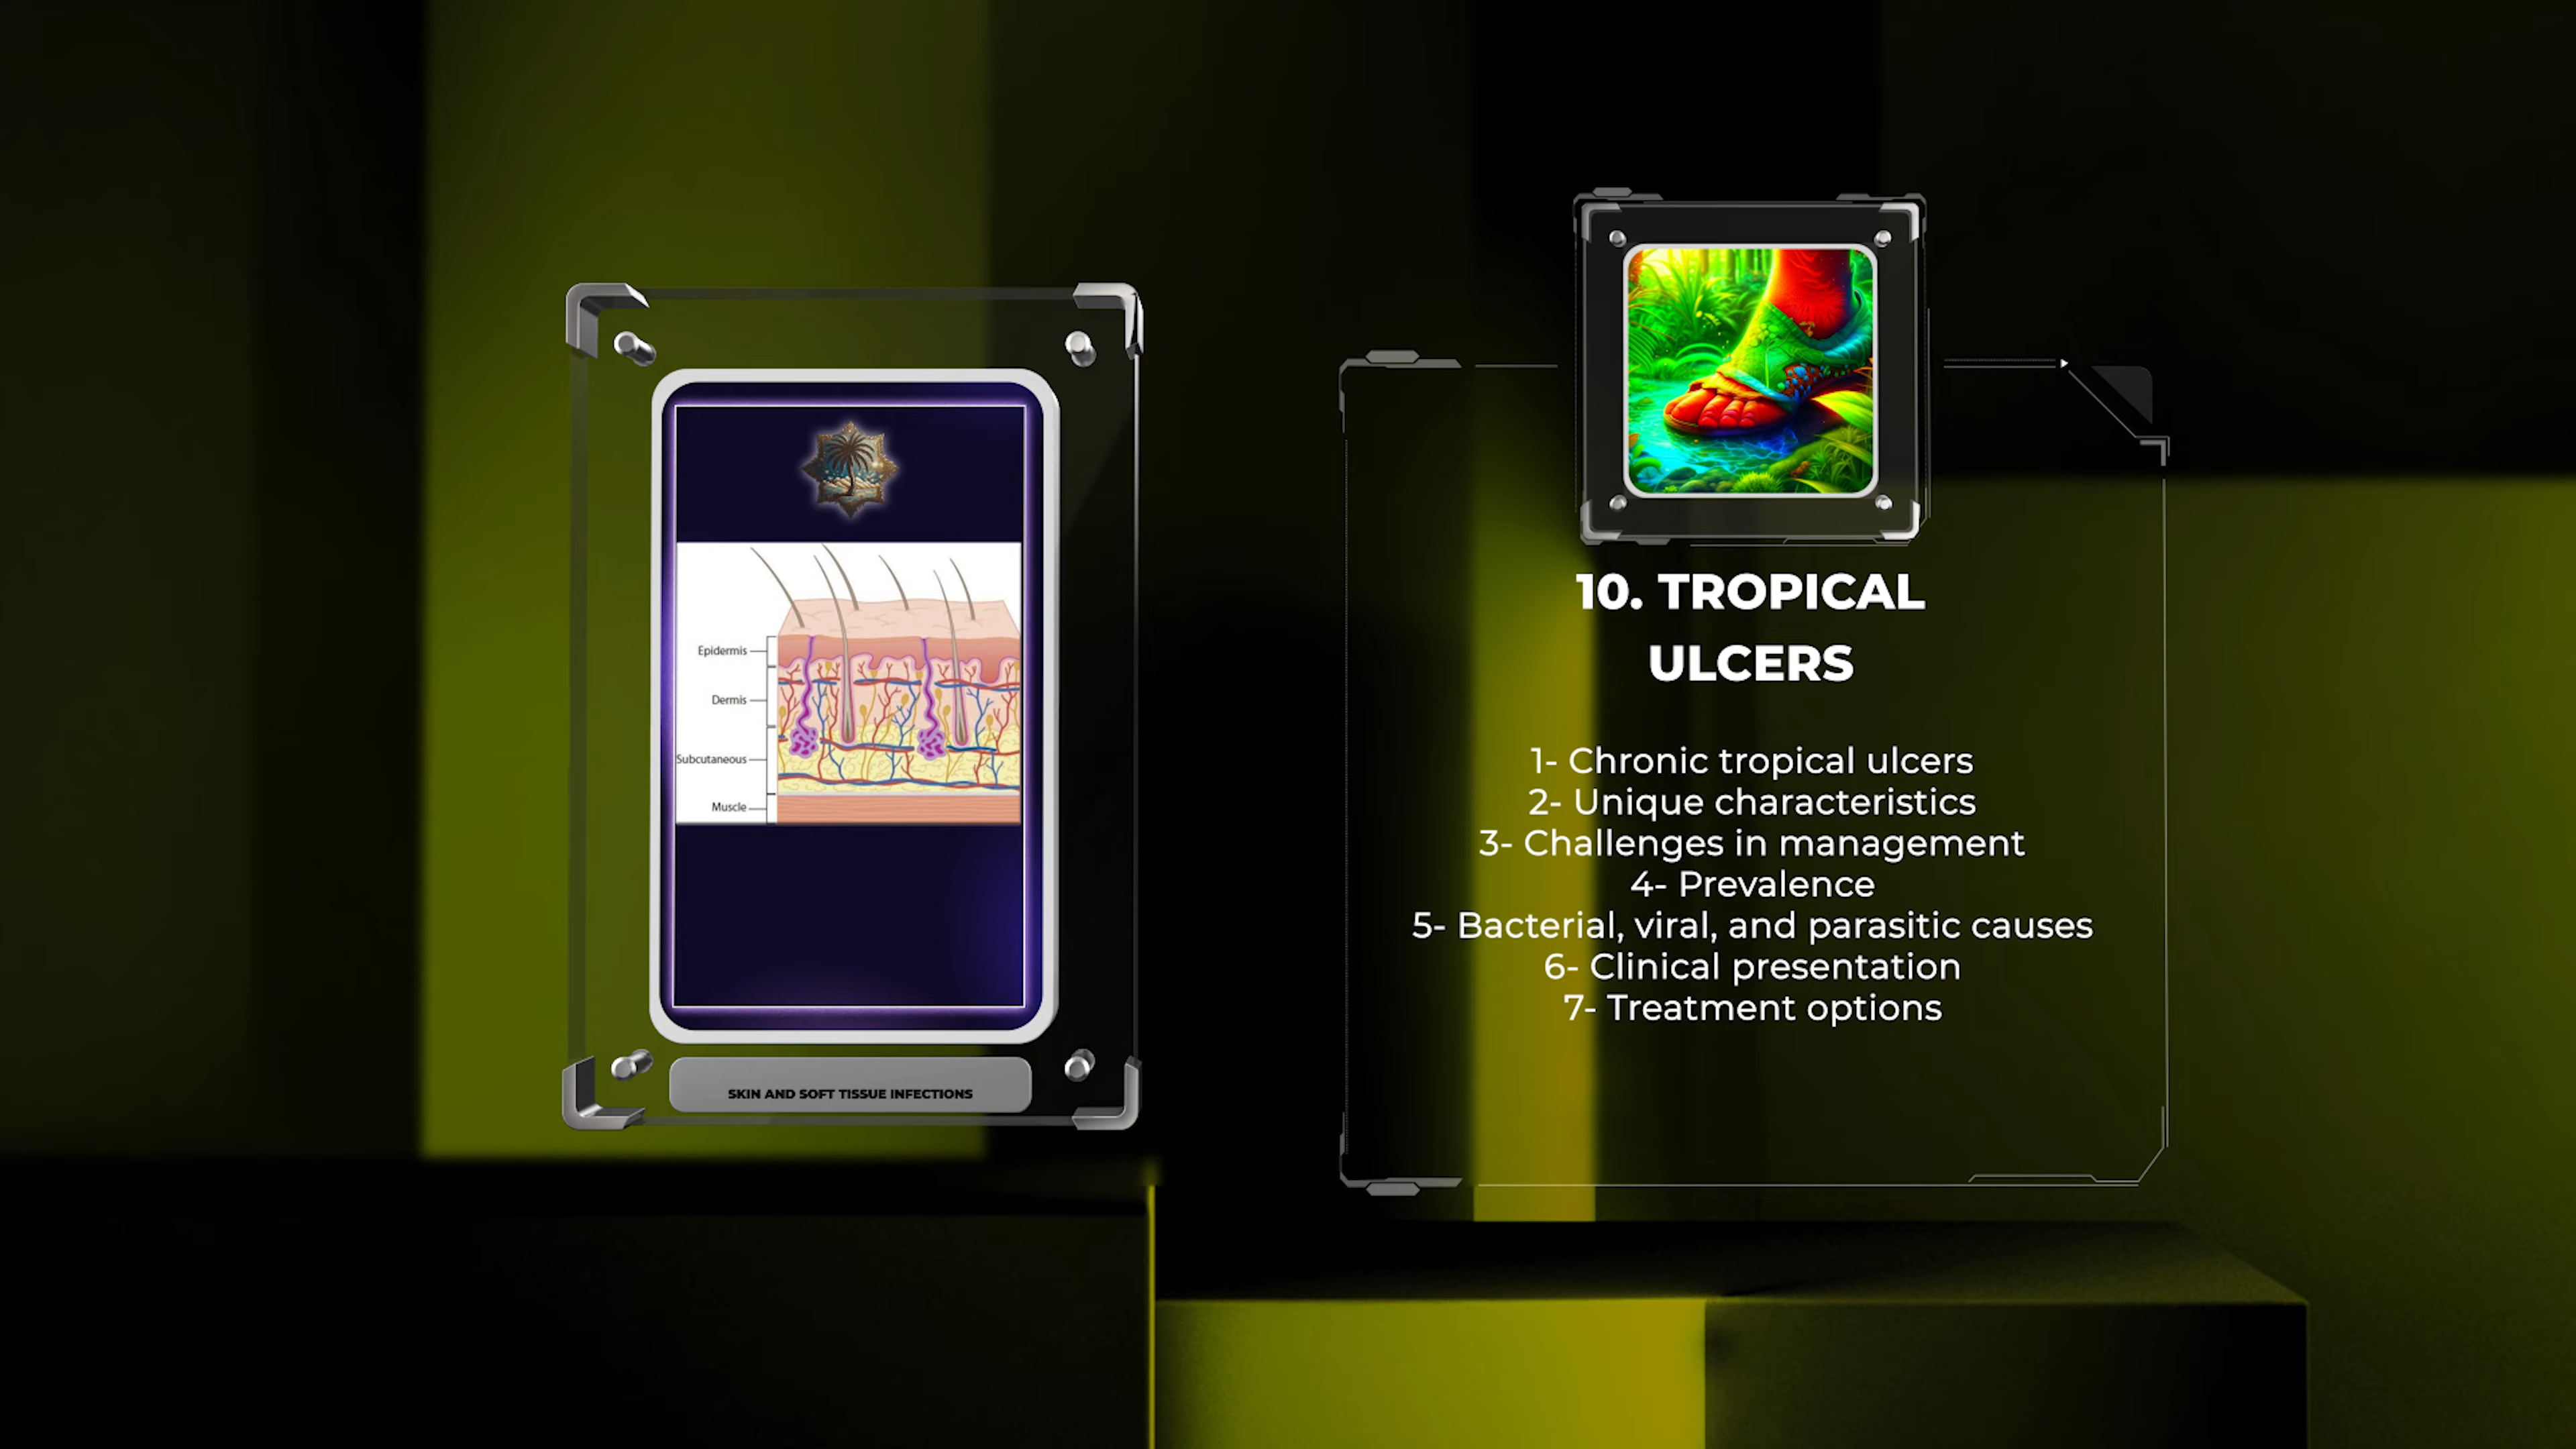 Epidermis
Dermis
Subcutaneous
Muscle
SKIN AND SOFT TISSUE INFECTIONS
10. TROPICAL
ULCERS
1- Chronic tropical ulcers
2- Unique characteristics
3- Challenges in management
4- Prevalence
5- Bacterial, viral, and parasitic causes
6- Clinical presentation
7- Treatment options